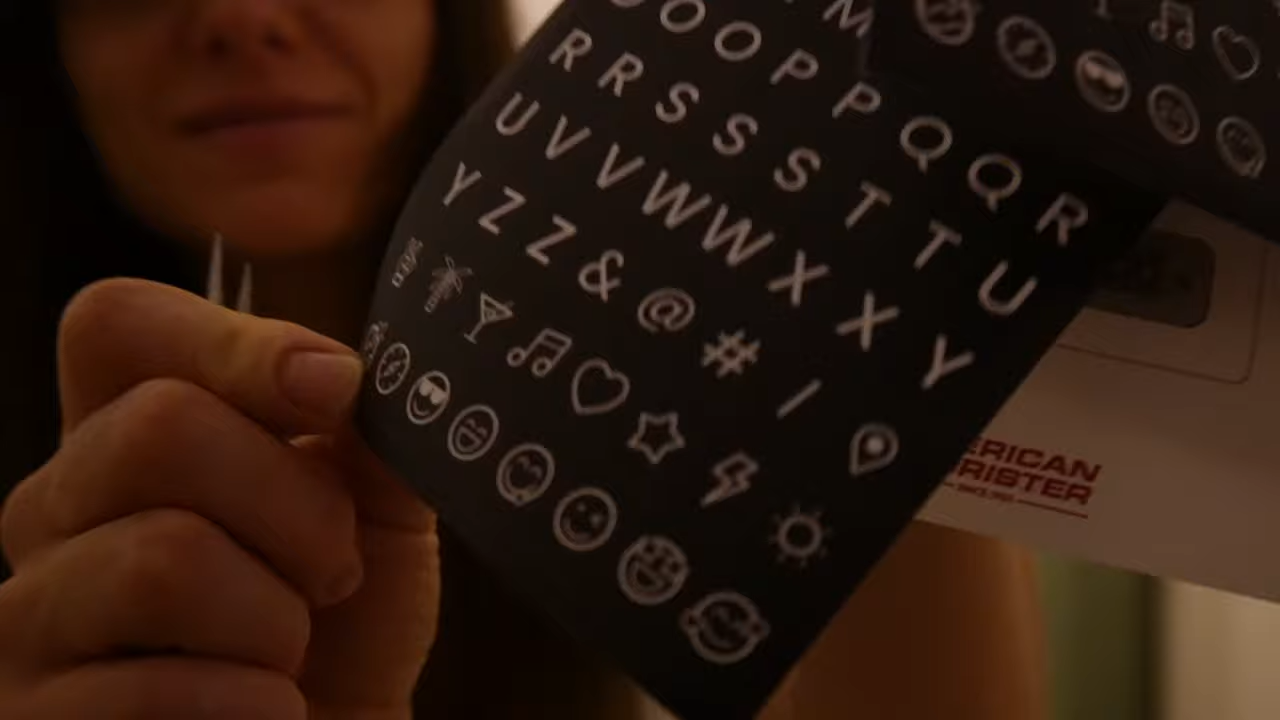 M
O O P P Q Q R
R R S S S T T U
U V V W W X X Y
Y Z Z & @ # /
ERICAN
RISTER